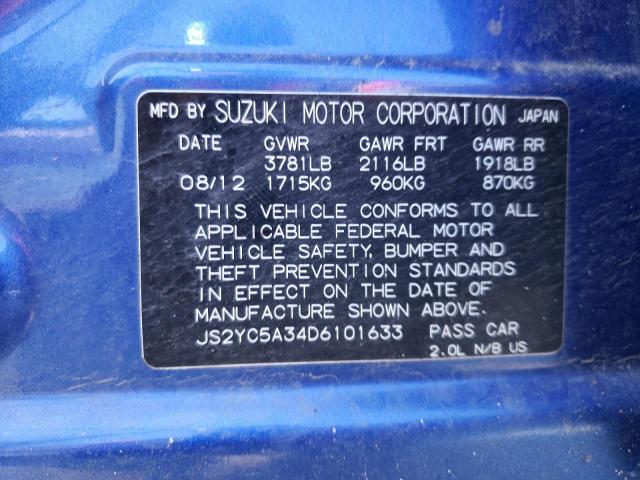 MFD BY SUZUKI MOTOR CORPORATION JAPAN
DATE GVWR GAWR FRT GAWR RR
3781LB 2116LB 1918LB
08/12 1715KG 960KG 870KG
THIS VEHICLE CONFORMS TO ALL
APPLICABLE FEDERAL MOTOR
VEHICLE SAFETY, BUMPER AND
THEFT PREVENTION STANDARDS
IN EFFECT ON THE DATE OF
MANUFACTURE SHOWN ABOVE.
JS2YC5A34D6101633 PASS CAR
2.0L N/B US